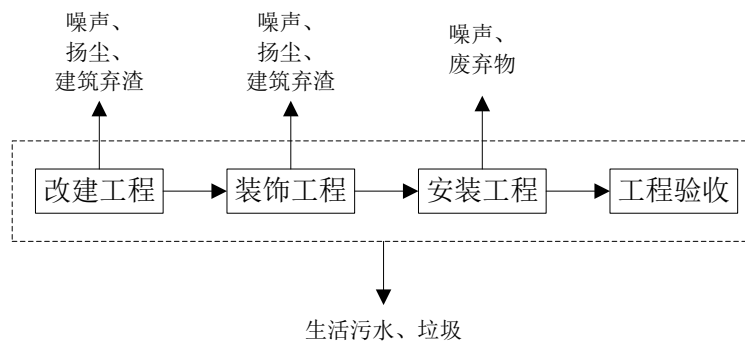 噪声、
扬尘、
建筑弃渣
噪声、
扬尘、
建筑弃渣
噪声、
废弃物
改建工程
装饰工程
安装工程
工程验收
生活污水、垃圾